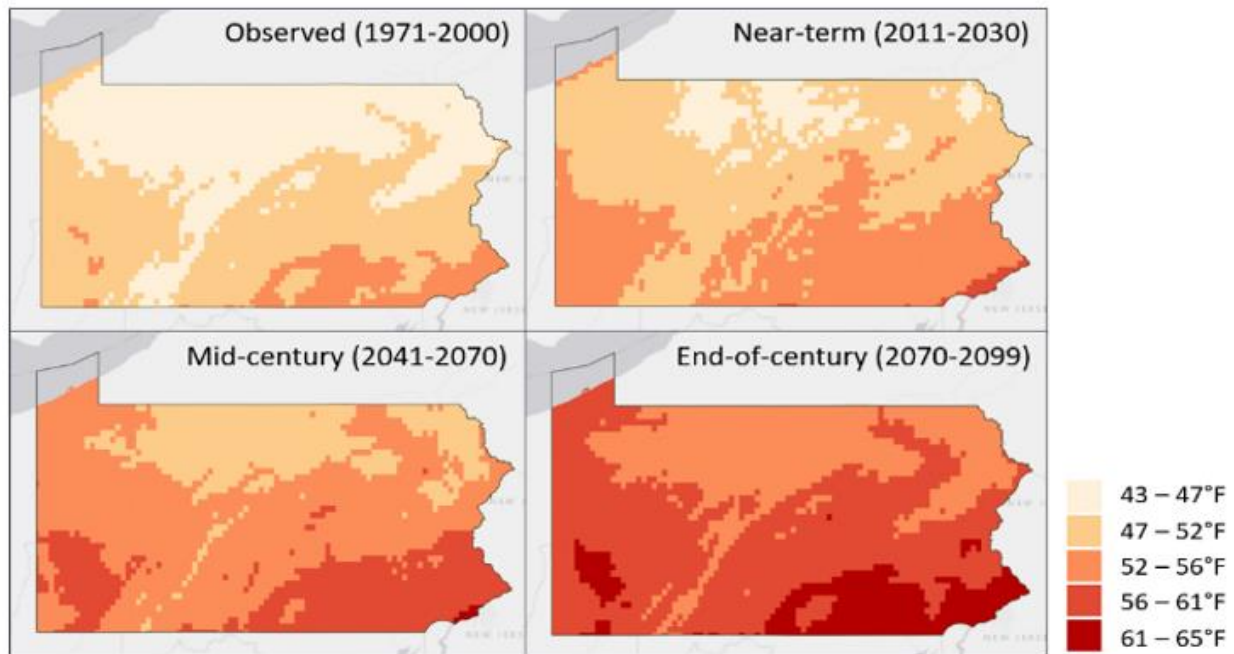 Observed (1971-2000)
Near-term (2011-2030)
Mid-century (2041-2070)
End-of-century (2070-2099)
43 – 47°F
47 – 52°F
52 – 56°F
56 – 61°F
61 – 65°F